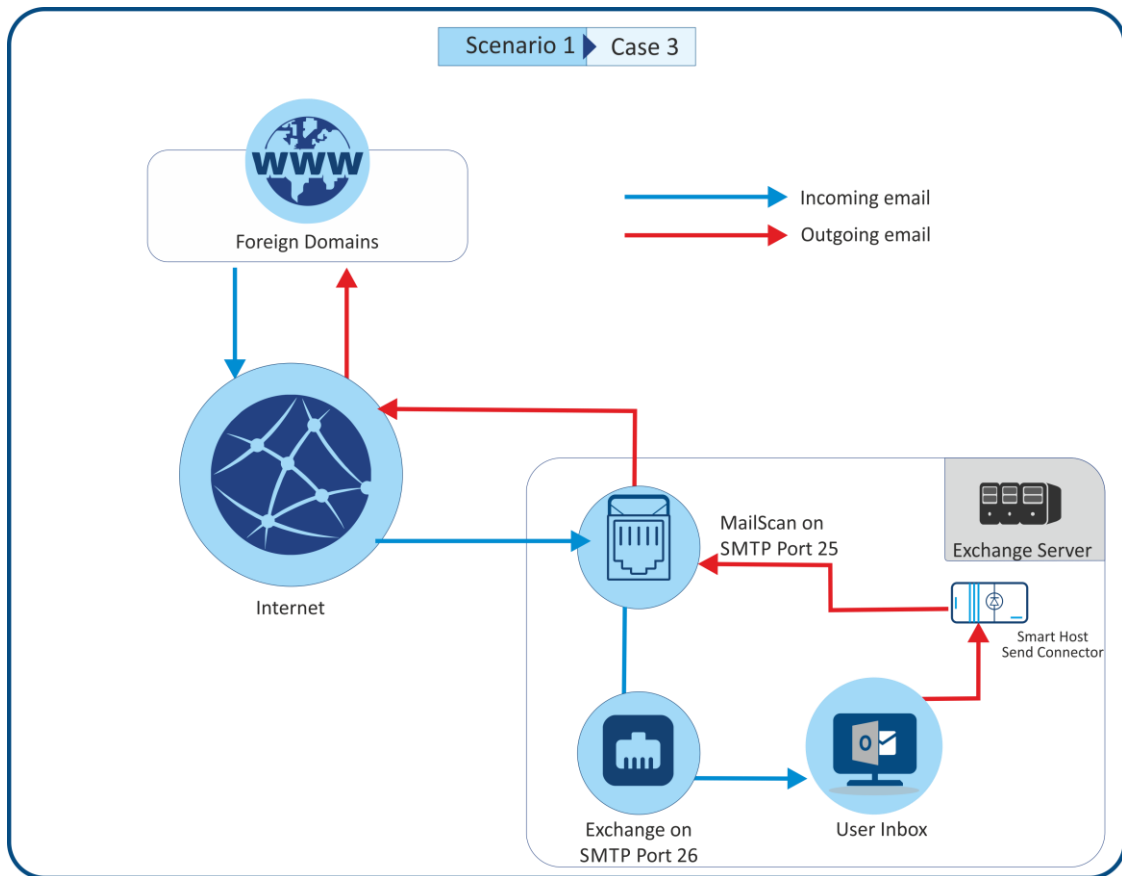 Scenario 1 Case 3
WWW
Foreign Domains
Incoming email
Outgoing email
Internet
MailScan on
SMTP Port 25
Exchange Server
Smart Host
Send Connector
O
Exchange on
SMTP Port 26
User Inbox